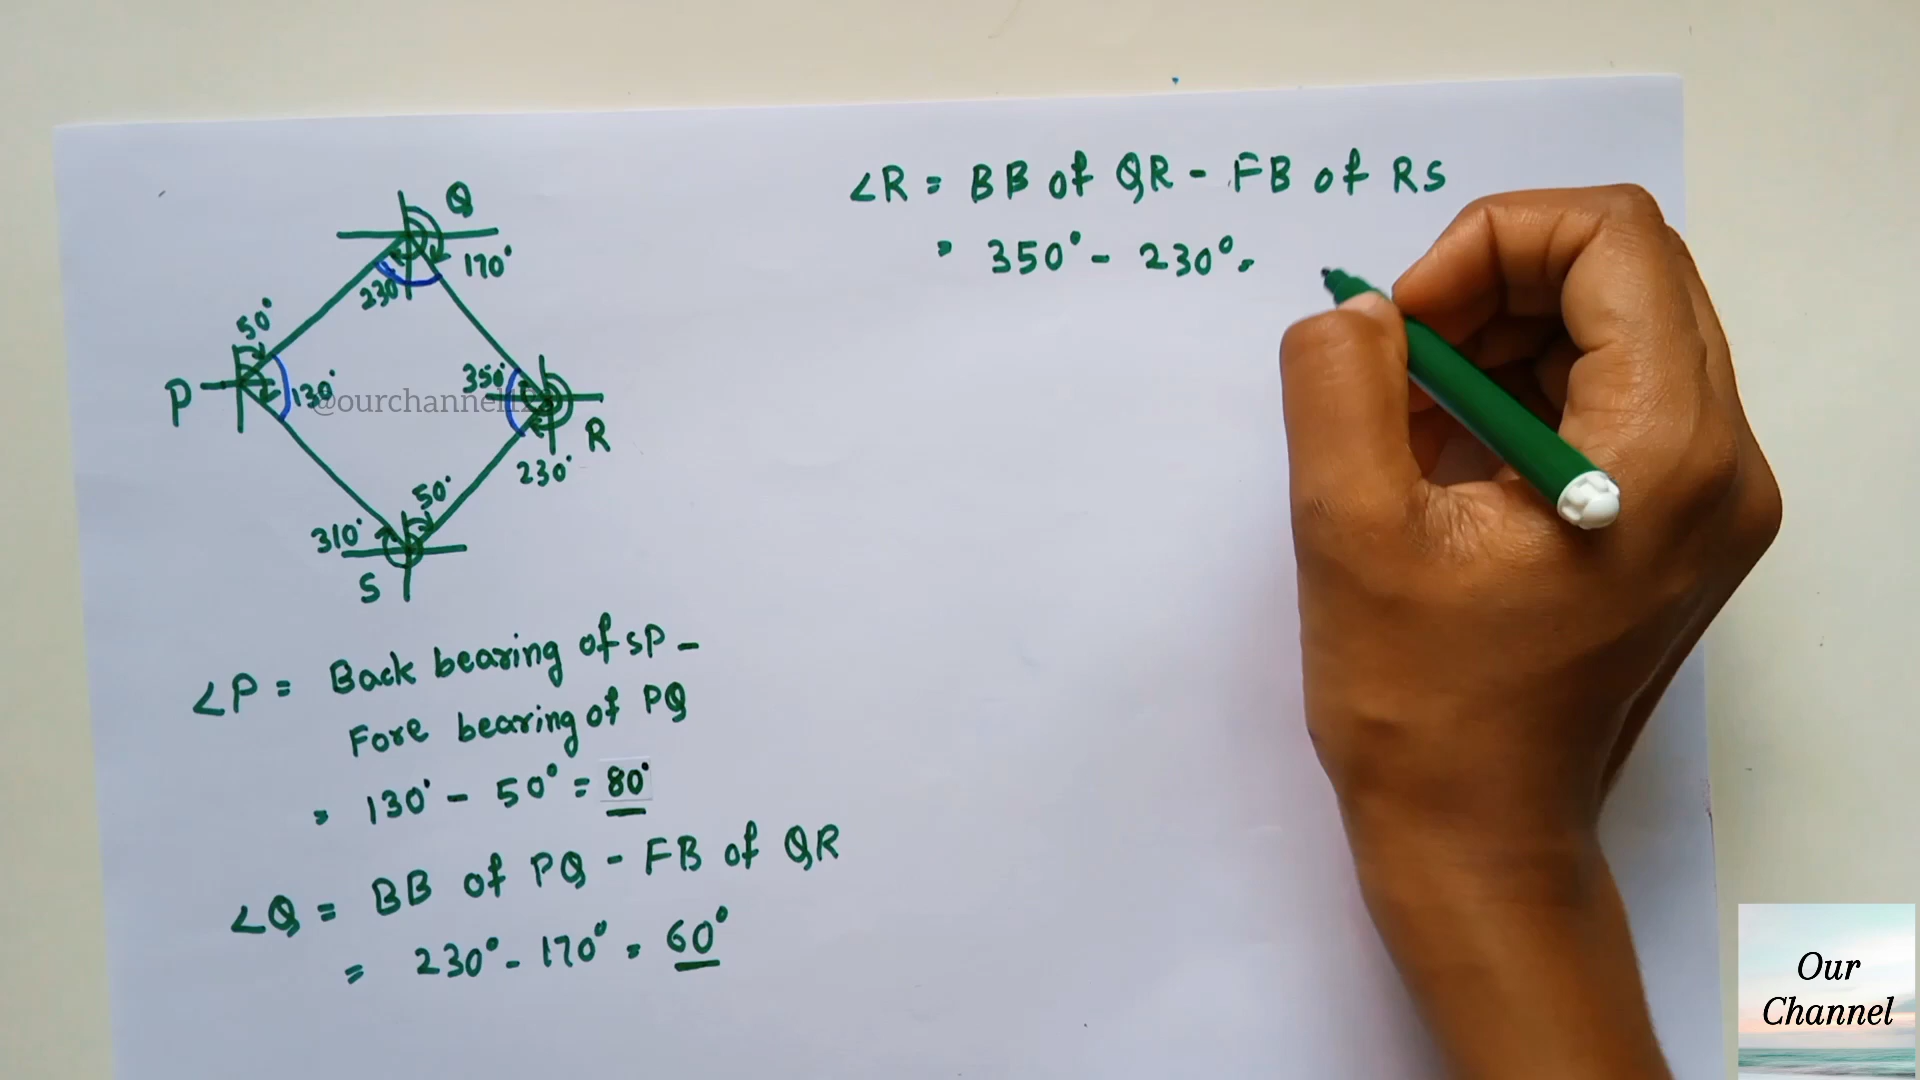 Q
170°
230
50°
P
130°
@ourchannel1
350°
R
230°
50°
310°
S
∠P = Back bearing of SP -
Fore bearing of PQ
= 130° - 50° = 80°
∠Q = BB of PQ - FB of QR
= 230° - 170° = 60°
∠R = BB of QR - FB of RS
= 350° - 230° =
Our
Channel